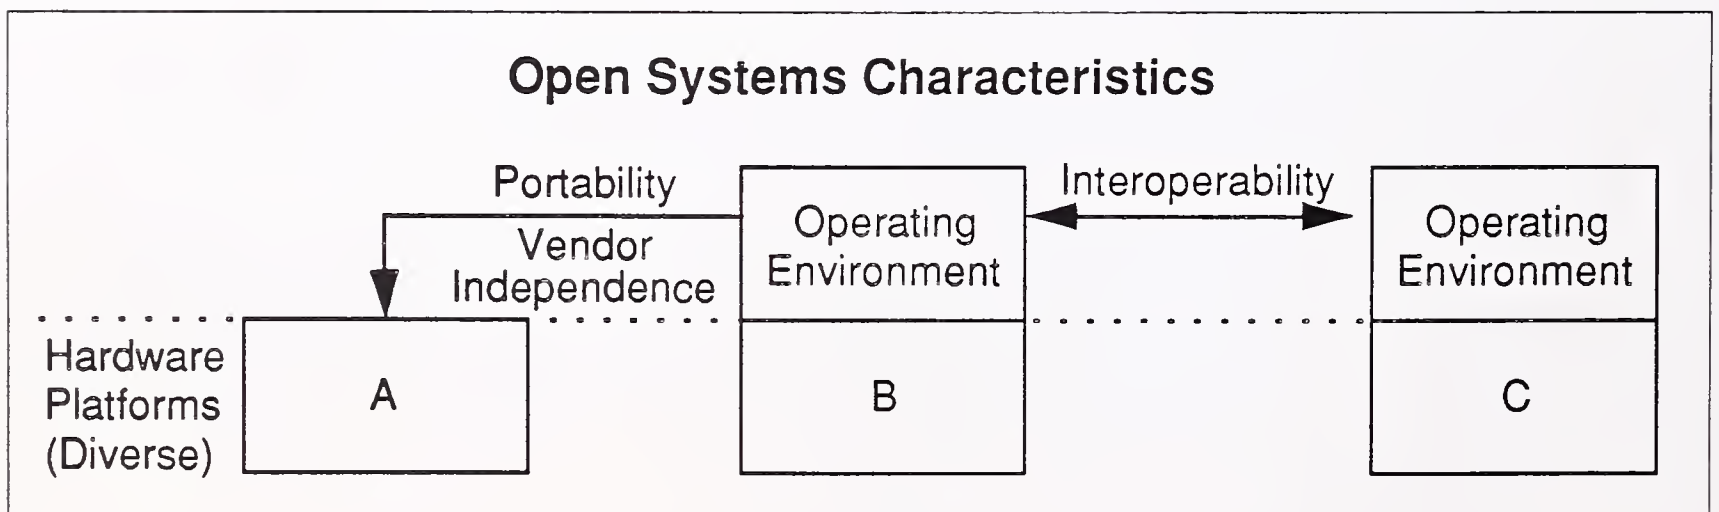 Open Systems Characteristics
Portability
Vendor
Independence
Operating
Environment
Interoperability
Operating
Environment
Hardware
Platforms
(Diverse)
A
B
C